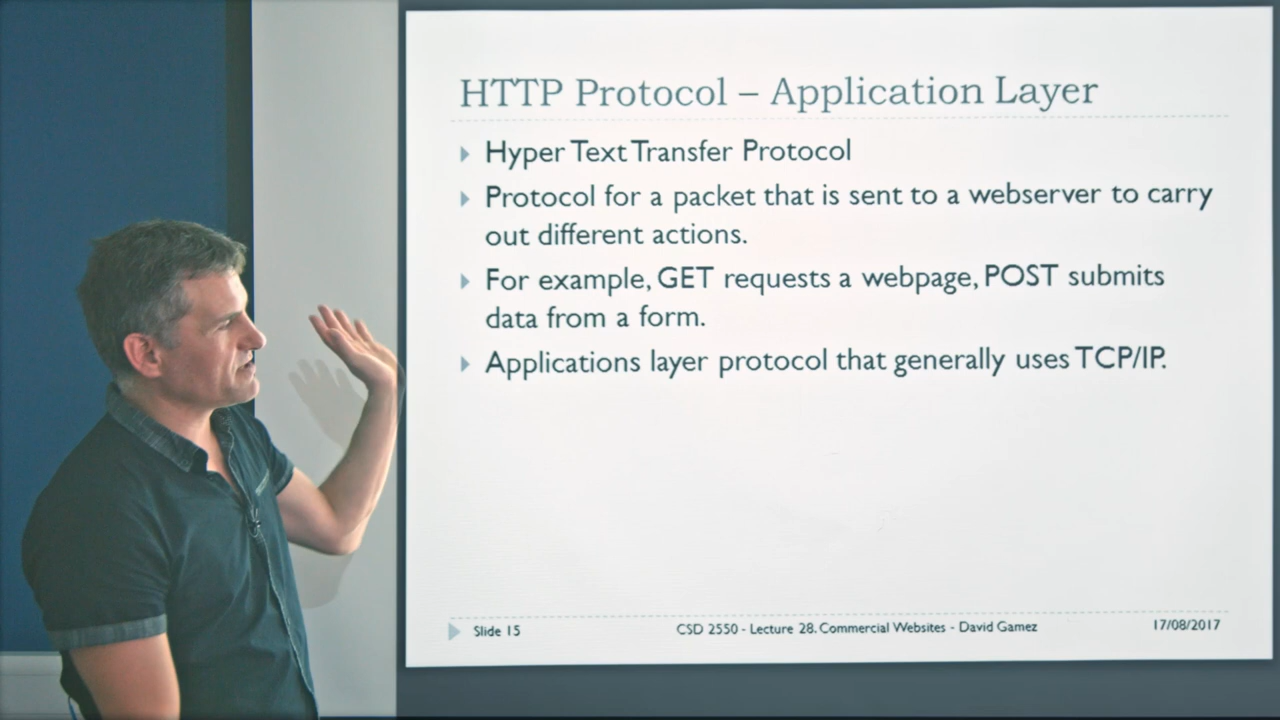 HTTP Protocol – Application Layer
Hyper Text Transfer Protocol
Protocol for a packet that is sent to a webserver to carry
out different actions.
For example, GET requests a webpage, POST submits
data from a form.
Applications layer protocol that generally uses TCP/IP.
Slide 15
CSD 2550 - Lecture 28. Commercial Websites - David Gamez
17/08/2017